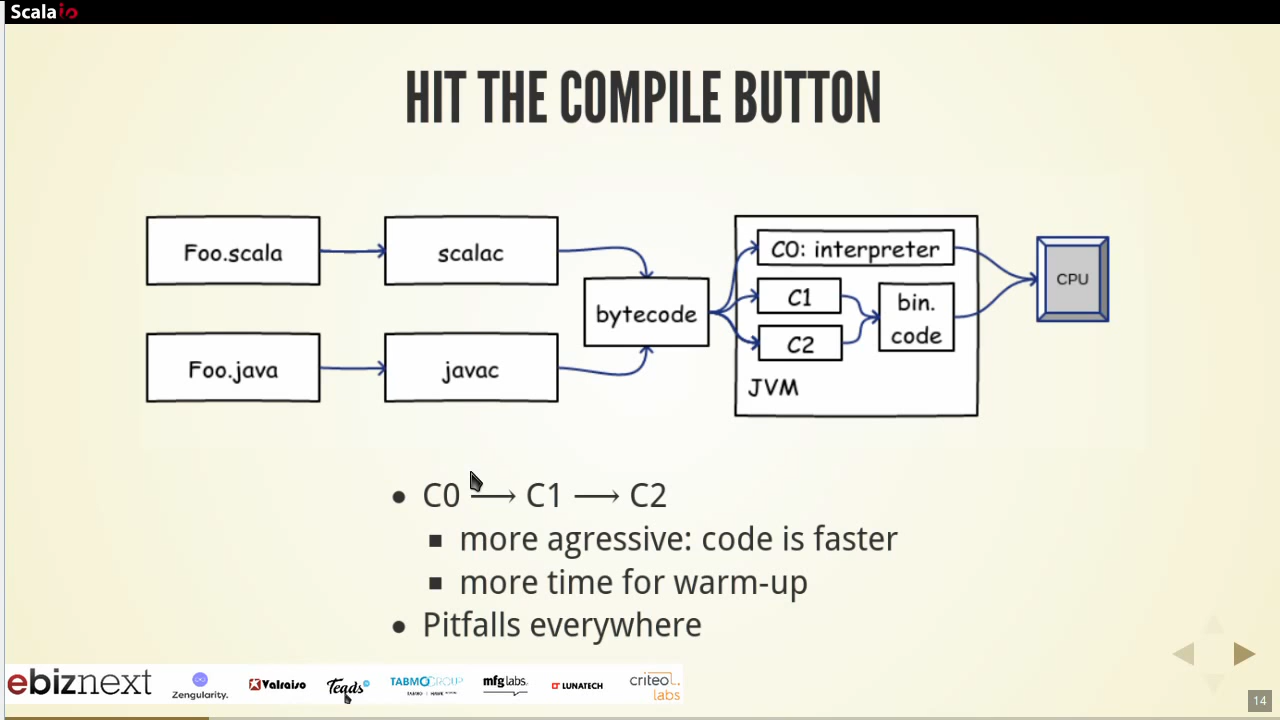 Scalaio
HIT THE COMPILE BUTTON
Foo.scala
scalac
Foo.java
javac
bytecode
C0: interpreter
C1
C2
bin.
code
JVM
CPU
• C0 ⟶ C1 ⟶ C2
▪ more agressive: code is faster
▪ more time for warm-up
• Pitfalls everywhere
ebiznext
Zengularity.
Valraiso
Teads
TABMO GROUP
mfg labs.
LUNATECH
criteo.
labs
14